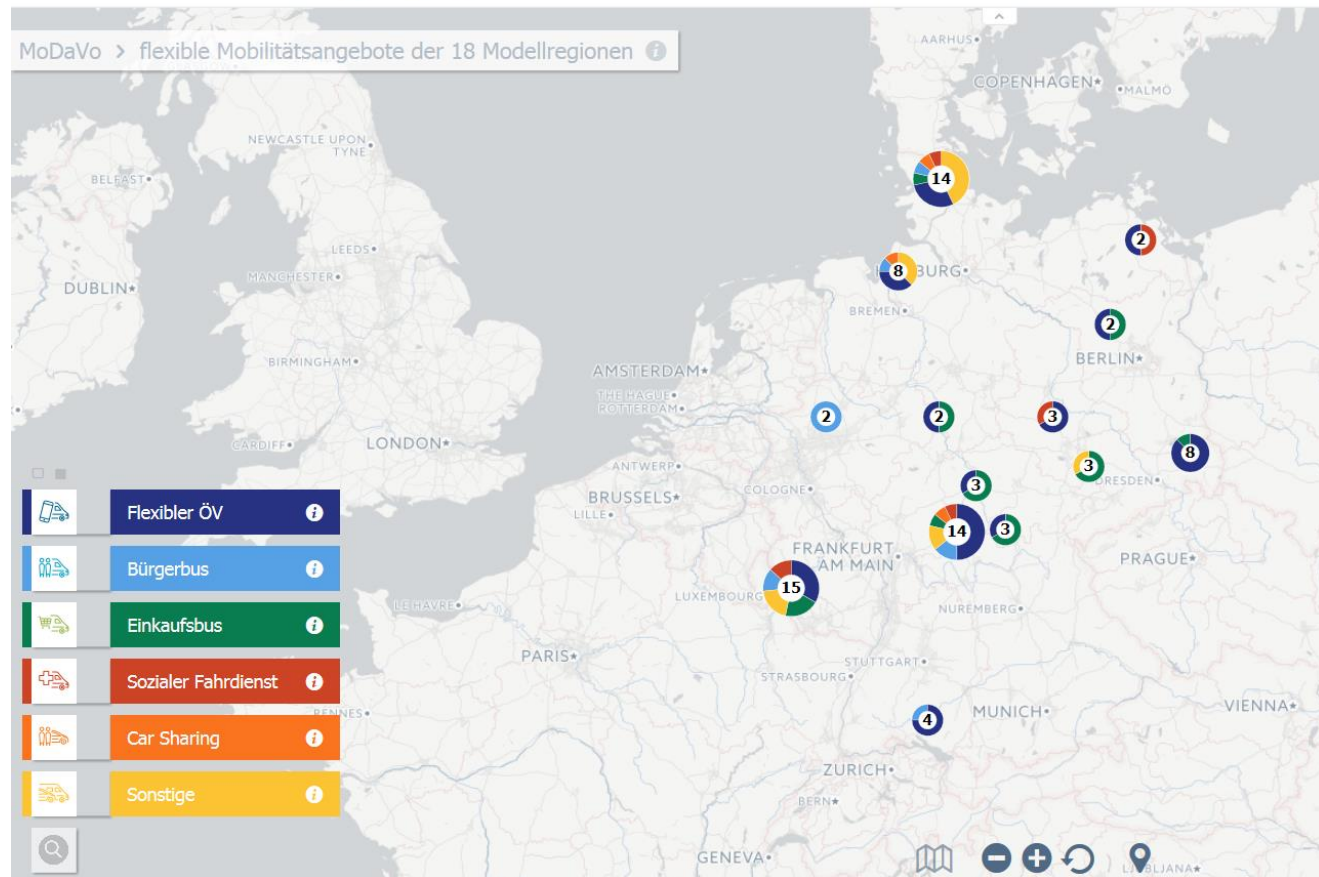 MoDaVo > flexible Mobilitätsangebote der 18 Modellregionen i
AARHUS
COPENHAGEN
MALMÖ
NEWCASTLE UPON
TYNE
BELFAST
14
2
LEEDS
MANCHESTER
DUBLIN
8
BURG
BREMEN
2
BERLIN
BIRMINGHAM
AMSTERDAM
THE HAGUE
ROTTERDAM
2
2
3
CARDIFF
LONDON
8
ANTWERP
3
BRUSSELS
COLOGNE
3
DRESDEN
LILLE
Flexibler ÖV i
14
3
FRANKFURT
AM MAIN
PRAGUE
Bürgerbus i
15
LUXEMBOURG
LE HAVRE
NUREMBERG
Einkaufsbus i
PARIS
STUTTGART
STRASBOURG
Sozialer Fahrdienst i
RENNES
4
MUNICH
VIENNA
Car Sharing i
ZURICH
Sonstige i
BERN
GENEVA
LJUBLJANA